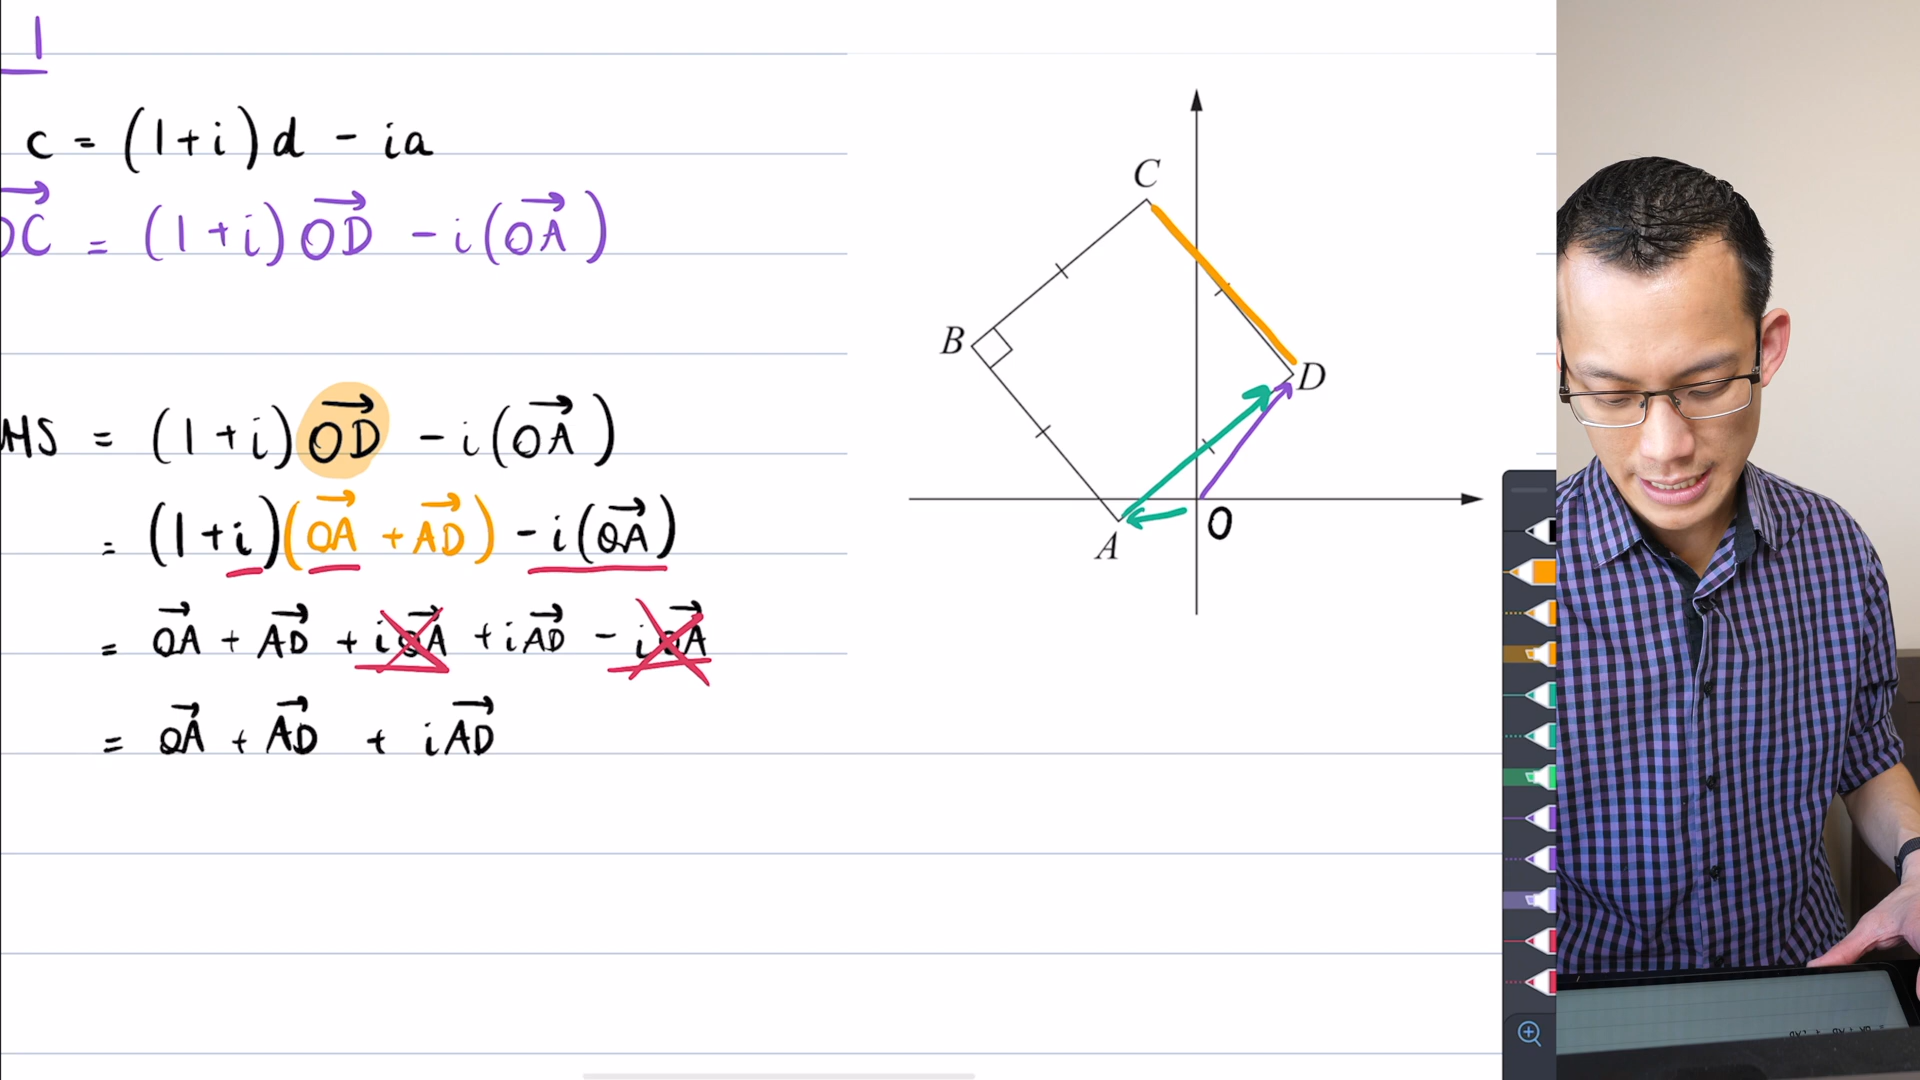 1
c = (1+i)d - ia
OC→ = (1+i)OD→ - i(OA→)
HS = (1+i)OD→ - i(OA→)
= (1+i)(OA→ + AD→) - i(OA→)
= OA→ + AD→ + iOA→ + iAD→ - iOA→
= OA→ + AD→ + iAD→
C
B
D
A
O